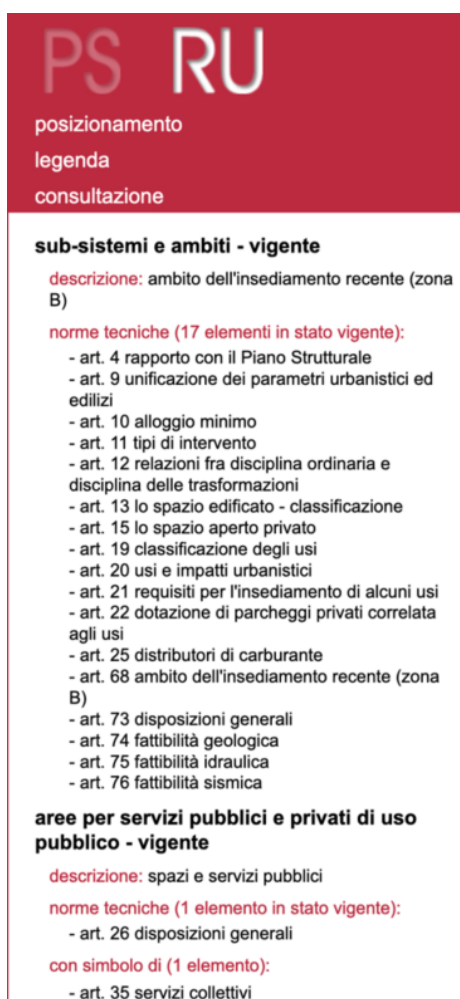 PS RU
posizionamento
legenda
consultazione
sub-sistemi e ambiti - vigente
descrizione: ambito dell'insediamento recente (zona
B)
norme tecniche (17 elementi in stato vigente):
- art. 4 rapporto con il Piano Strutturale
- art. 9 unificazione dei parametri urbanistici ed
edilizi
- art. 10 alloggio minimo
- art. 11 tipi di intervento
- art. 12 relazioni fra disciplina ordinaria e
disciplina delle trasformazioni
- art. 13 lo spazio edificato - classificazione
- art. 15 lo spazio aperto privato
- art. 19 classificazione degli usi
- art. 20 usi e impatti urbanistici
- art. 21 requisiti per l'insediamento di alcuni usi
- art. 22 dotazione di parcheggi privati correlata
agli usi
- art. 25 distributori di carburante
- art. 68 ambito dell'insediamento recente (zona
B)
- art. 73 disposizioni generali
- art. 74 fattibilità geologica
- art. 75 fattibilità idraulica
- art. 76 fattibilità sismica
aree per servizi pubblici e privati di uso
pubblico - vigente
descrizione: spazi e servizi pubblici
norme tecniche (1 elemento in stato vigente):
- art. 26 disposizioni generali
con simbolo di (1 elemento):
- art. 35 servizi collettivi